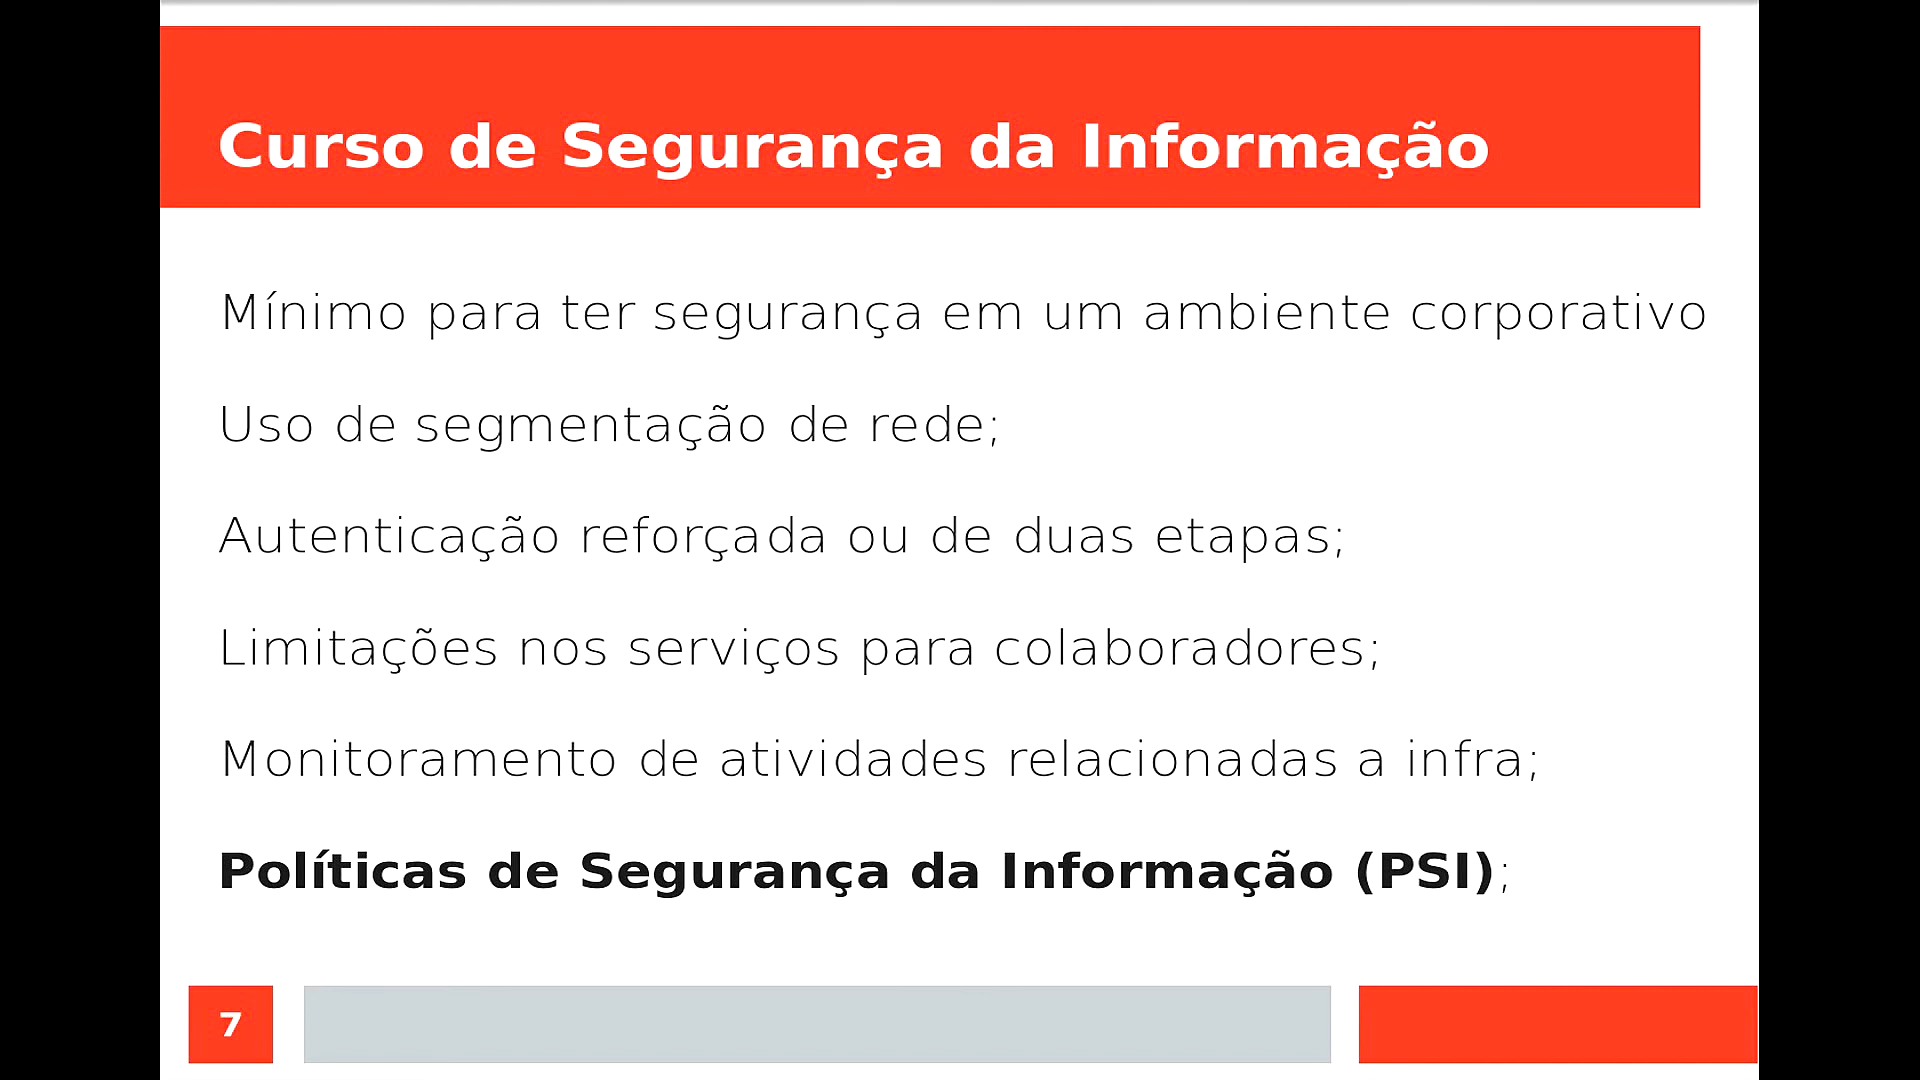 Curso de Segurança da Informação
Mínimo para ter segurança em um ambiente corporativo
Uso de segmentação de rede;
Autenticação reforçada ou de duas etapas;
Limitações nos serviços para colaboradores;
Monitoramento de atividades relacionadas a infra;
Políticas de Segurança da Informação (PSI);
7